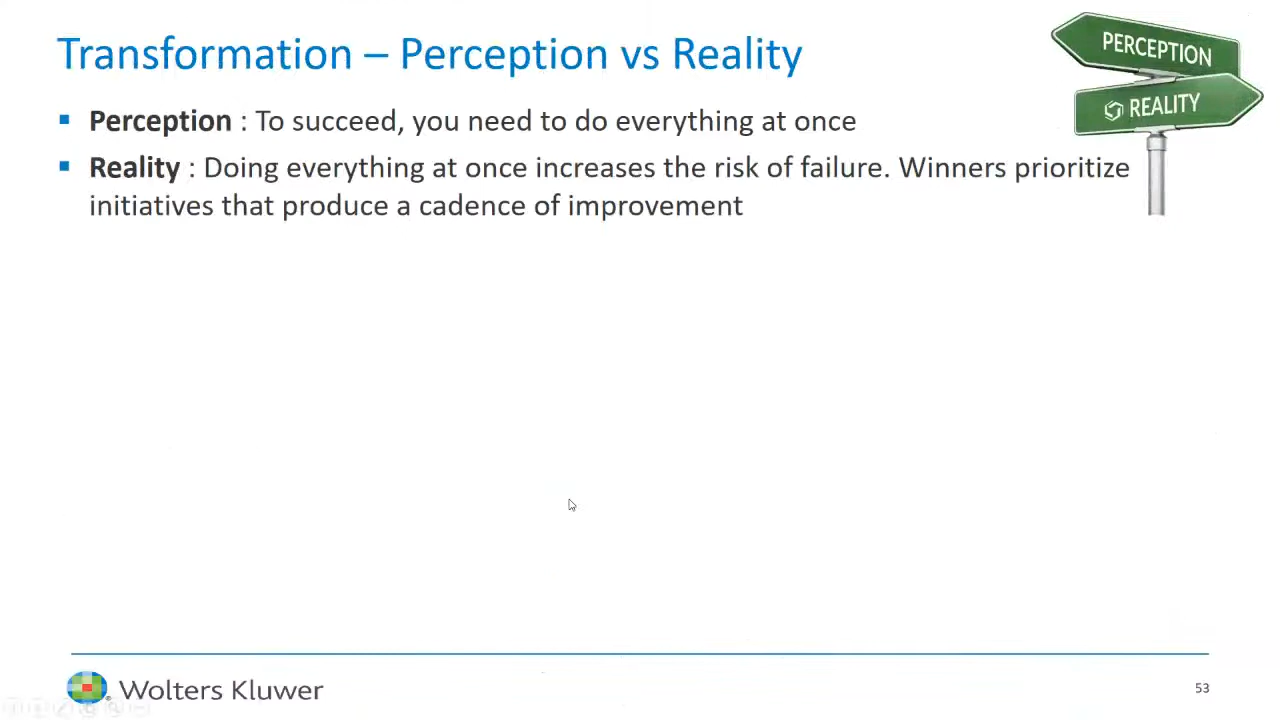 Transformation – Perception vs Reality
PERCEPTION
REALITY
▪ Perception : To succeed, you need to do everything at once
▪ Reality : Doing everything at once increases the risk of failure. Winners prioritize
initiatives that produce a cadence of improvement
Wolters Kluwer
53